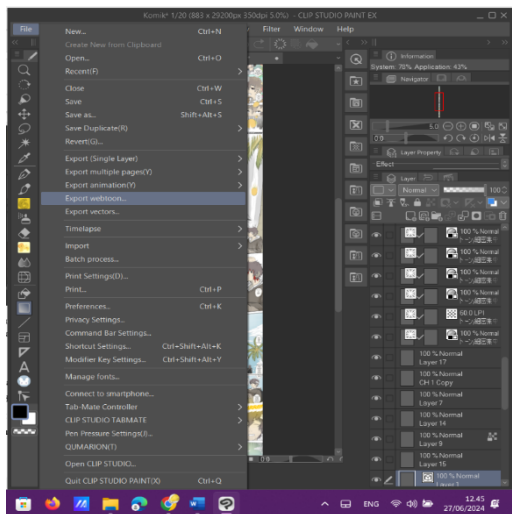 Komik* 1/20 (883 x 29200px 350dpi 5.0%) - CLIP STUDIO PAINT EX
File
Filter Window Help
New... Ctrl+N
Create New from Clipboard
Open... Ctrl+O
Recent(F)
Close Ctrl+W
Save Ctrl+S
Save as... Shift+Alt+S
Save Duplicate(R)
Revert(G)...
Export (Single Layer)
Export multiple pages(Y)
Export animation(Y)
Export webtoon...
Export vectors...
Timelapse
Import
Batch process...
Print Settings(D)...
Print... Ctrl+P
Preferences... Ctrl+K
Privacy Settings...
Command Bar Settings...
Shortcut Settings... Ctrl+Shift+Alt+K
Modifier Key Settings... Ctrl+Shift+Alt+Y
Manage fonts...
Connect to smartphone...
Tab-Mate Controller
CLIP STUDIO TABMATE
Pen Pressure Settings(J)...
QUMARION(T)
Open CLIP STUDIO...
Quit CLIP STUDIO PAINT(X) Ctrl+Q
Information
System: 70% Application: 43%
Navigator
5.0
0.0
Layer Property
Effect
Layer
Normal 100
100 % Normal
100 % Normal
100 % Normal
100 % Normal
60.0 LPI
100 % Normal
100 % Normal
Layer 17
100 % Normal
CH 1 Copy
100 % Normal
Layer 7
100 % Normal
Layer 14
100 % Normal
Layer 9
100 % Normal
Layer 15
100 % Normal
Layer 1
ENG
12.45
27/06/2024